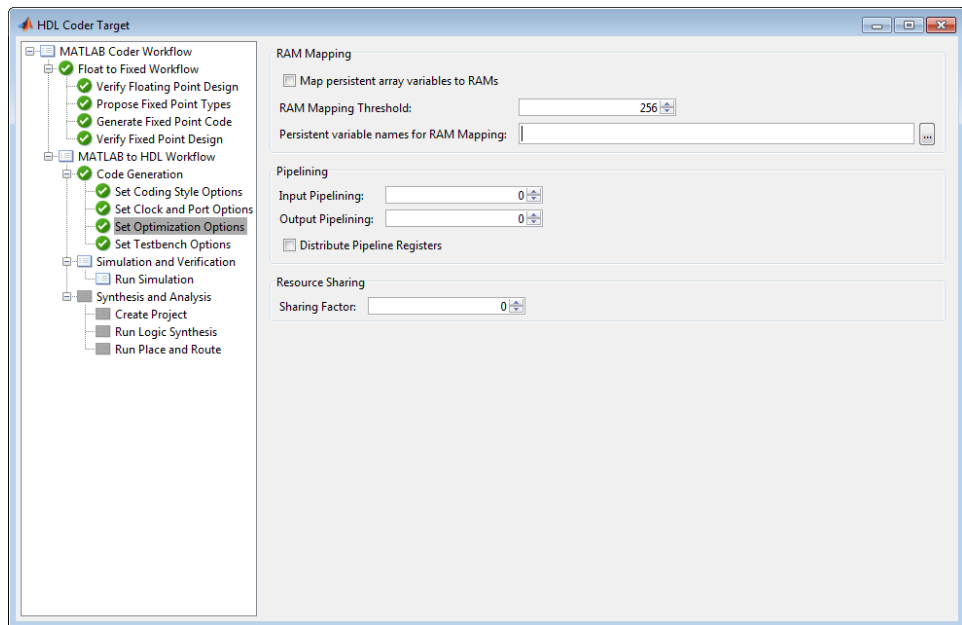 HDL Coder Target
MATLAB Coder Workflow
Float to Fixed Workflow
Verify Floating Point Design
Propose Fixed Point Types
Generate Fixed Point Code
Verify Fixed Point Design
MATLAB to HDL Workflow
Code Generation
Set Coding Style Options
Set Clock and Port Options
Set Optimization Options
Set Testbench Options
Simulation and Verification
Run Simulation
Synthesis and Analysis
Create Project
Run Logic Synthesis
Run Place and Route
RAM Mapping
Map persistent array variables to RAMs
RAM Mapping Threshold: 256
Persistent variable names for RAM Mapping: ...
Pipelining
Input Pipelining: 0
Output Pipelining: 0
Distribute Pipeline Registers
Resource Sharing
Sharing Factor: 0